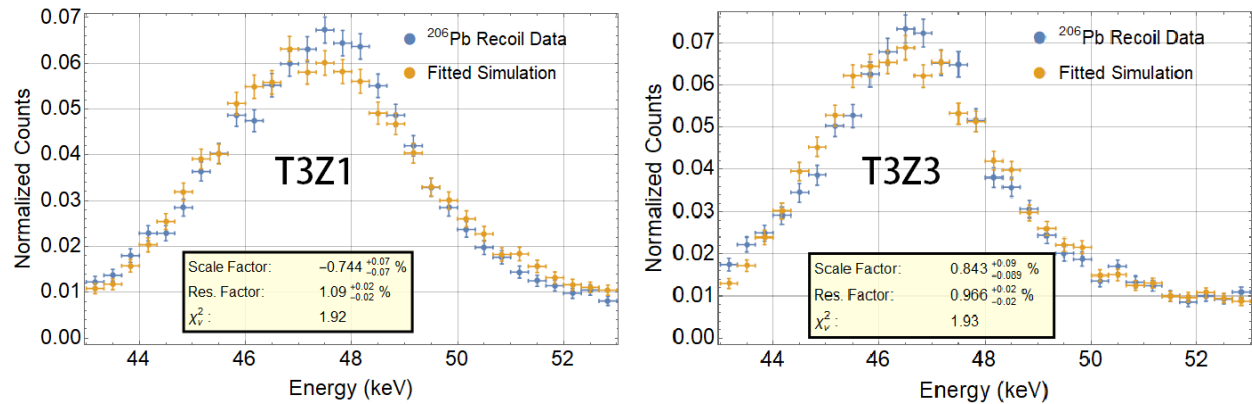 0.07
0.06
0.05
0.04
0.03
0.02
0.01
0.00
Normalized Counts
²⁰⁶Pb Recoil Data
Fitted Simulation
T3Z1
Scale Factor: −0.744 +0.07 −0.07 %
Res. Factor: 1.09 +0.02 −0.02 %
χ²ᵥ : 1.92
44 46 48 50 52
Energy (keV)
0.07
0.06
0.05
0.04
0.03
0.02
0.01
0.00
Normalized Counts
²⁰⁶Pb Recoil Data
Fitted Simulation
T3Z3
Scale Factor: 0.843 +0.09 −0.089 %
Res. Factor: 0.966 +0.02 −0.02 %
χ²ᵥ : 1.93
44 46 48 50 52
Energy (keV)